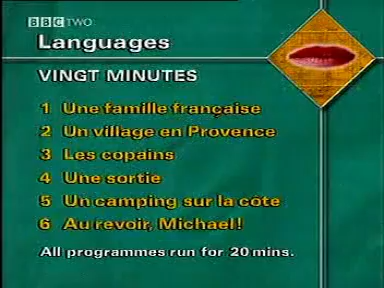 BBC TWO
Languages
VINGT MINUTES
1 Une famille française
2 Un village en Provence
3 Les copains
4 Une sortie
5 Un camping sur la côte
6 Au revoir, Michael!
All programmes run for 20 mins.